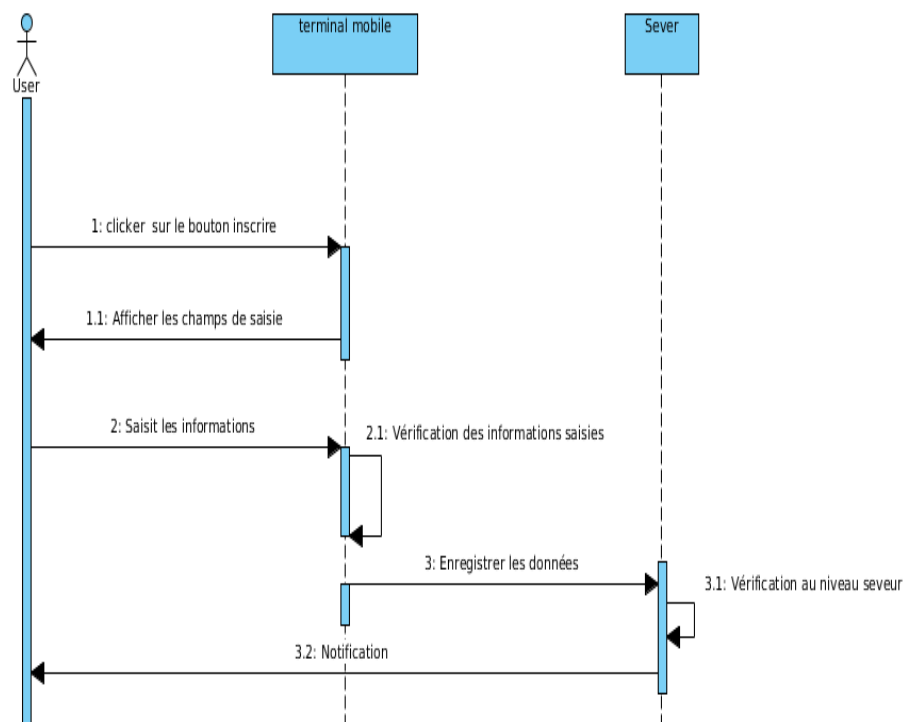 terminal mobile
Sever
User
1: clicker sur le bouton inscrire
1.1: Afficher les champs de saisie
2: Saisit les informations
2.1: Vérification des informations saisies
3: Enregistrer les données
3.1: Vérification au niveau seveur
3.2: Notification